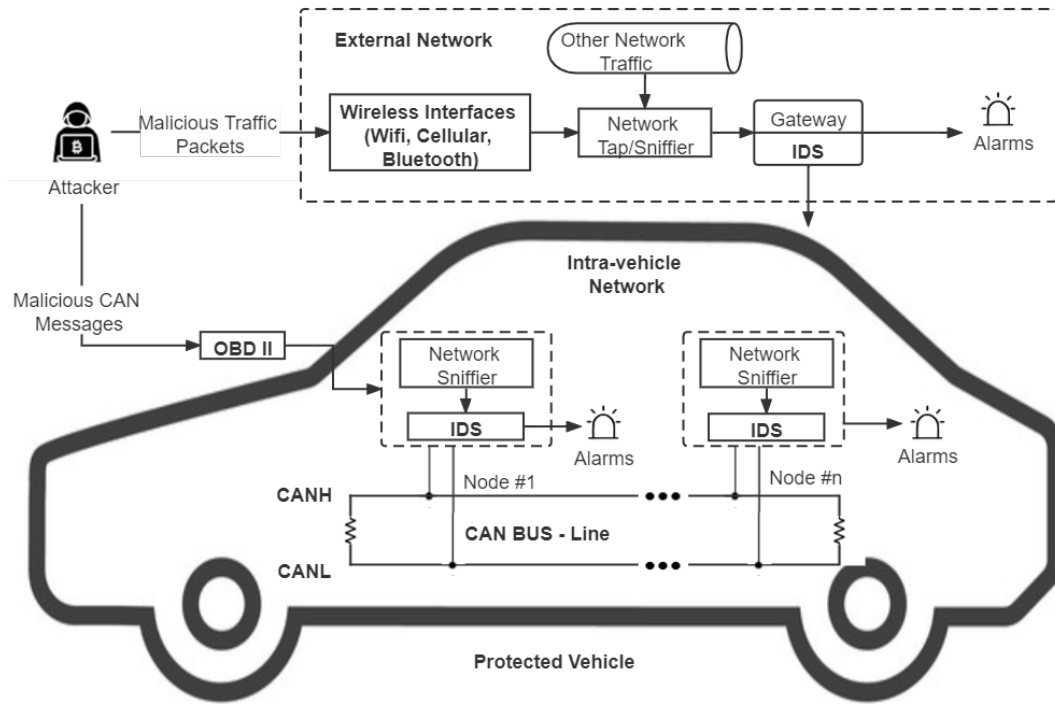 External Network
Other Network
Traffic
Malicious Traffic
Packets
Wireless Interfaces
(Wifi, Cellular,
Bluetooth)
Network
Tap/Sniffier
Gateway
IDS
Alarms
Attacker
Intra-vehicle
Network
Malicious CAN
Messages
OBD II
Network
Sniffier
IDS
Alarms
Network
Sniffier
IDS
Alarms
Node #1
Node #n
CANH
CAN BUS - Line
CANL
Protected Vehicle